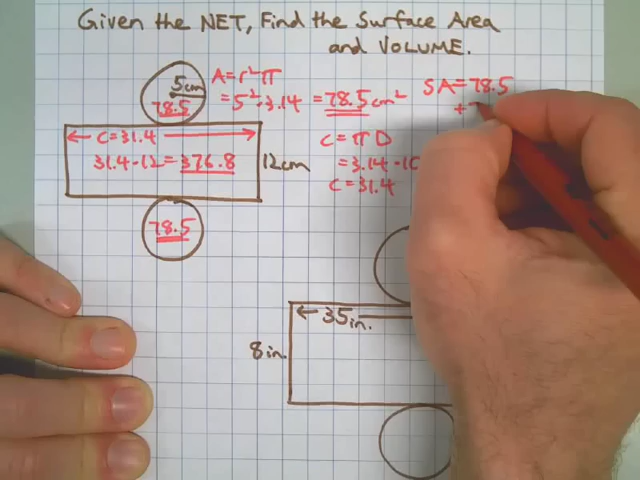 Given the NET, Find the Surface Area
and VOLUME.
5cm
78.5
A=r²π
= 5²·3.14 = 78.5cm²
SA=78.5
+
← C=31.4 →
31.4·12=376.8
12cm
C=πD
=3.14·10
C=31.4
78.5
← 35in.
8in.